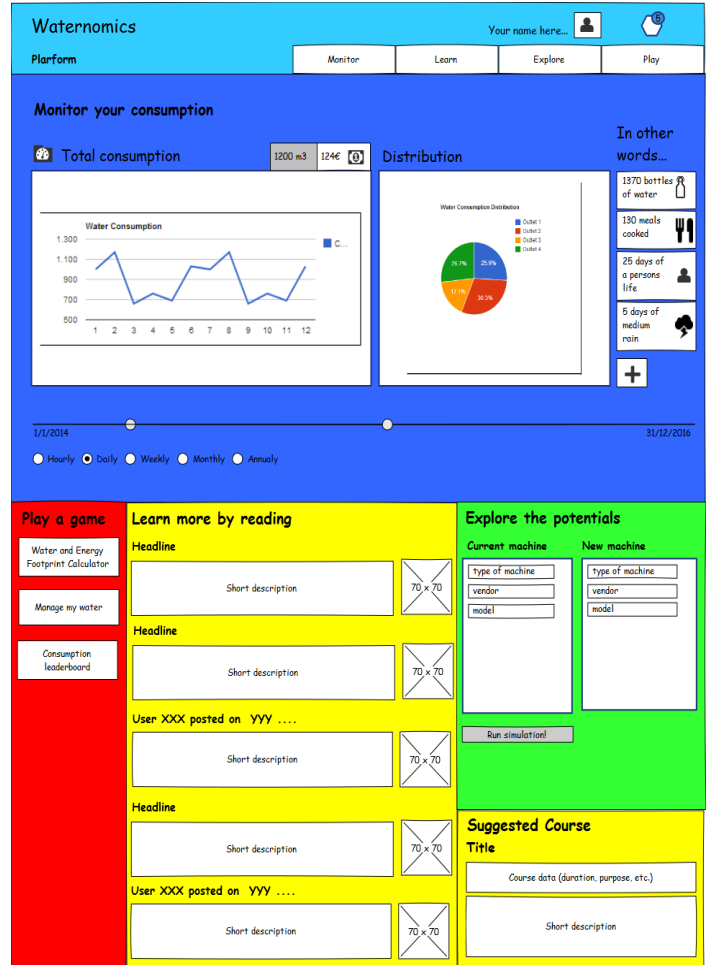 Waternomics
Your name here...
5
Plarform
Monitor
Learn
Explore
Play
Monitor your consumption
In other
words...
Total consumption
1200 m3
124€
Distribution
1370 bottles
of water
130 meals
cooked
25 days of
a persons
life
5 days of
medium
rain
Water Consumption
1.300
1.100
900
700
500
1 2 3 4 5 6 7 8 9 10 11 12
C...
Water Consumption Distribution
Outlet 1
Outlet 2
Outlet 3
Outlet 4
26.7%
25.9%
30.3%
1/1/2014
31/12/2016
Hourly
Daily
Weekly
Monthly
Annualy
Play a game
Water and Energy
Footprint Calculator
Manage my water
Consumption
leaderboard
Learn more by reading
Headline
Short description
70 x 70
Headline
Short description
70 x 70
User XXX posted on YYY ....
Short description
70 x 70
Headline
Short description
70 x 70
User XXX posted on YYY ....
Short description
70 x 70
Explore the potentials
Current machine
New machine
type of machine
vendor
model
type of machine
vendor
model
Run simulation!
Suggested Course
Title
Course data (duration, purpose, etc.)
Short description